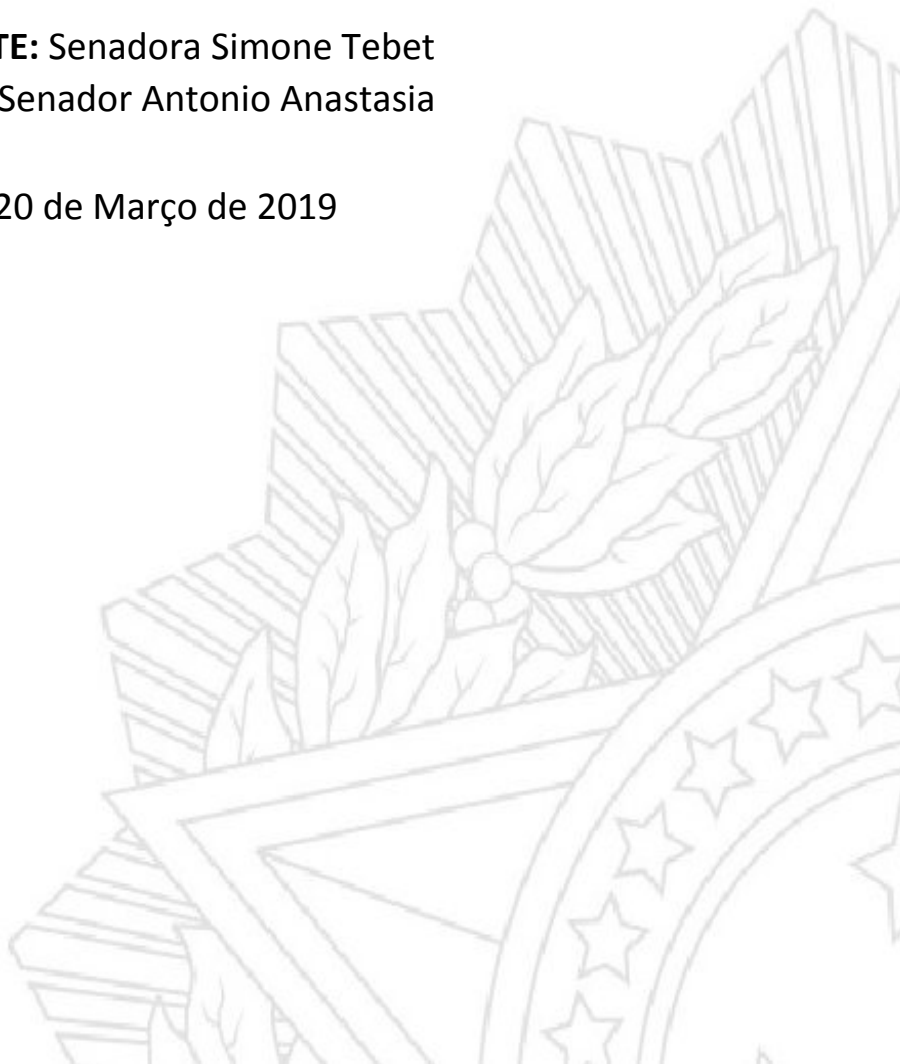 TE: Senadora Simone Tebet
Senador Antonio Anastasia
20 de Março de 2019